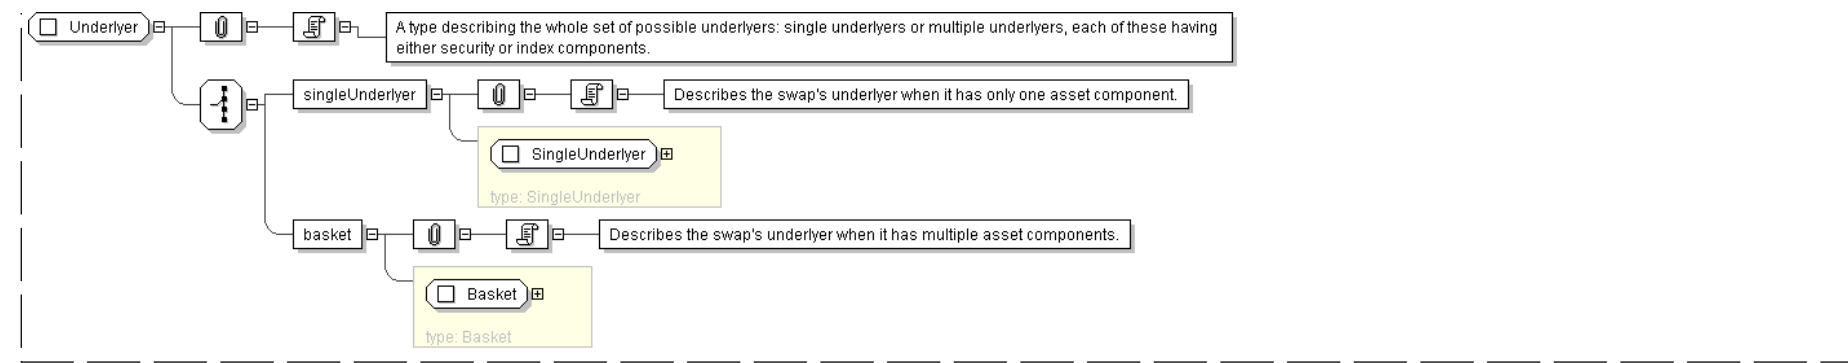 Underlyer
A type describing the whole set of possible underlyers: single underlyers or multiple underlyers, each of these having
either security or index components.
singleUnderlyer
Describes the swap's underlyer when it has only one asset component.
SingleUnderlyer
type: SingleUnderlyer
basket
Describes the swap's underlyer when it has multiple asset components.
Basket
type: Basket